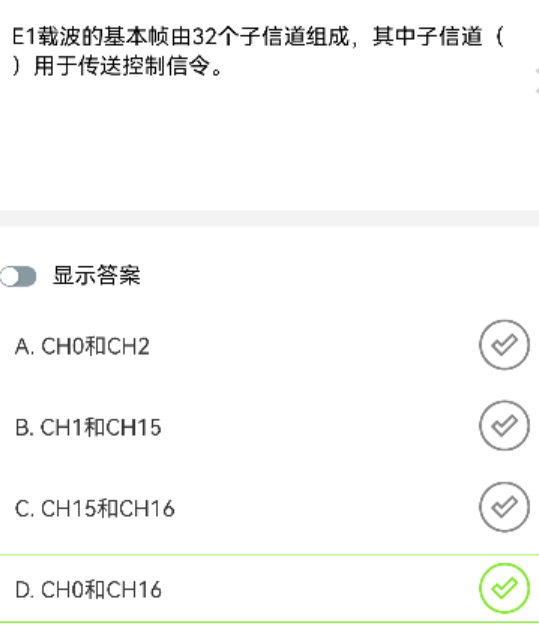 E1载波的基本帧由32个子信道组成，其中子信道（
）用于传送控制信令。
显示答案
A. CH0和CH2
B. CH1和CH15
C. CH15和CH16
D. CH0和CH16